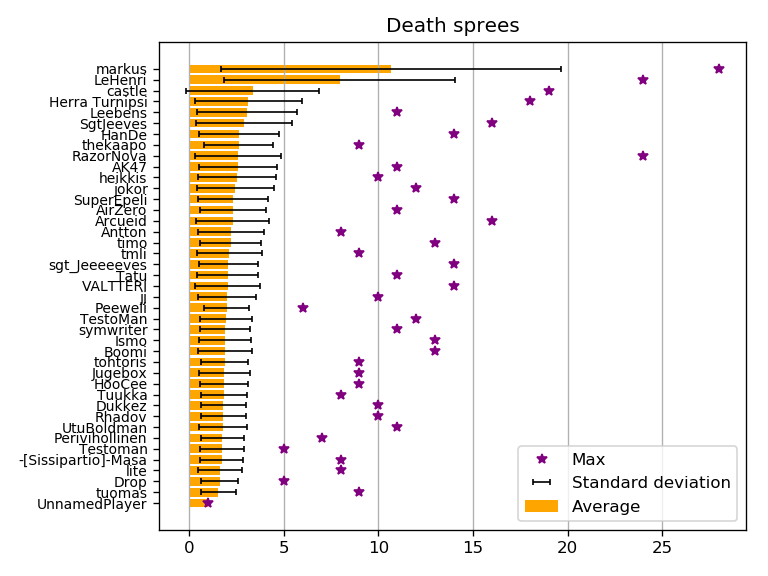 Death sprees
markus
LeHenri
castle
Herra Turnipsi
Leebens
SgtJeeves
HanDe
thekaapo
RazorNova
AK47
heikkis
jokor
SuperEpeli
AirZero
Arcueid
Antton
timo
tmli
sgt_Jeeeeeves
Tatu
VALTTERI
JJ
Peewell
TestoMan
symwriter
Ismo
Boomi
tohtoris
Jugebox
HooCee
Tuukka
Dukkez
Rhadov
UtuBoldman
Perivihollinen
Testoman
-[Sissipartio]-Masa
lite
Drop
tuomas
UnnamedPlayer
Max
Standard deviation
Average
0 5 10 15 20 25